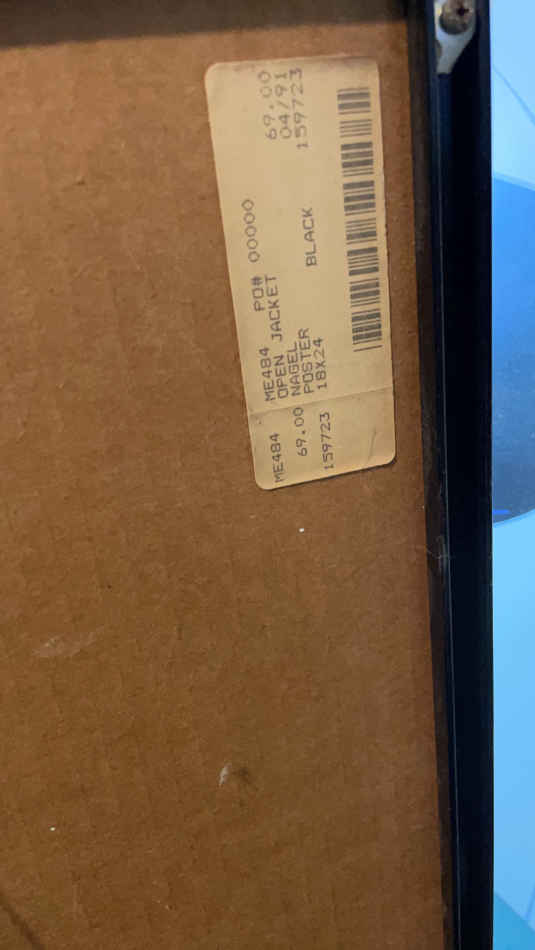 ME484 PO# 00000 69.00
OPEN JACKET 04/91
NAGEL 159723
POSTER BLACK
18X24
ME484
69.00
159723